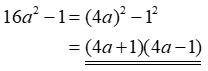 16a² − 1 = (4a)² − 1²
= (4a + 1)(4a − 1)